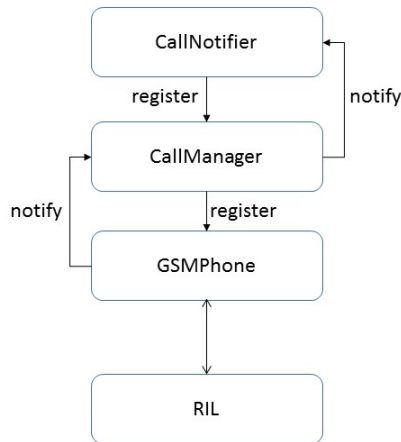 CallNotifier
register
notify
CallManager
notify
register
GSMPhone
RIL